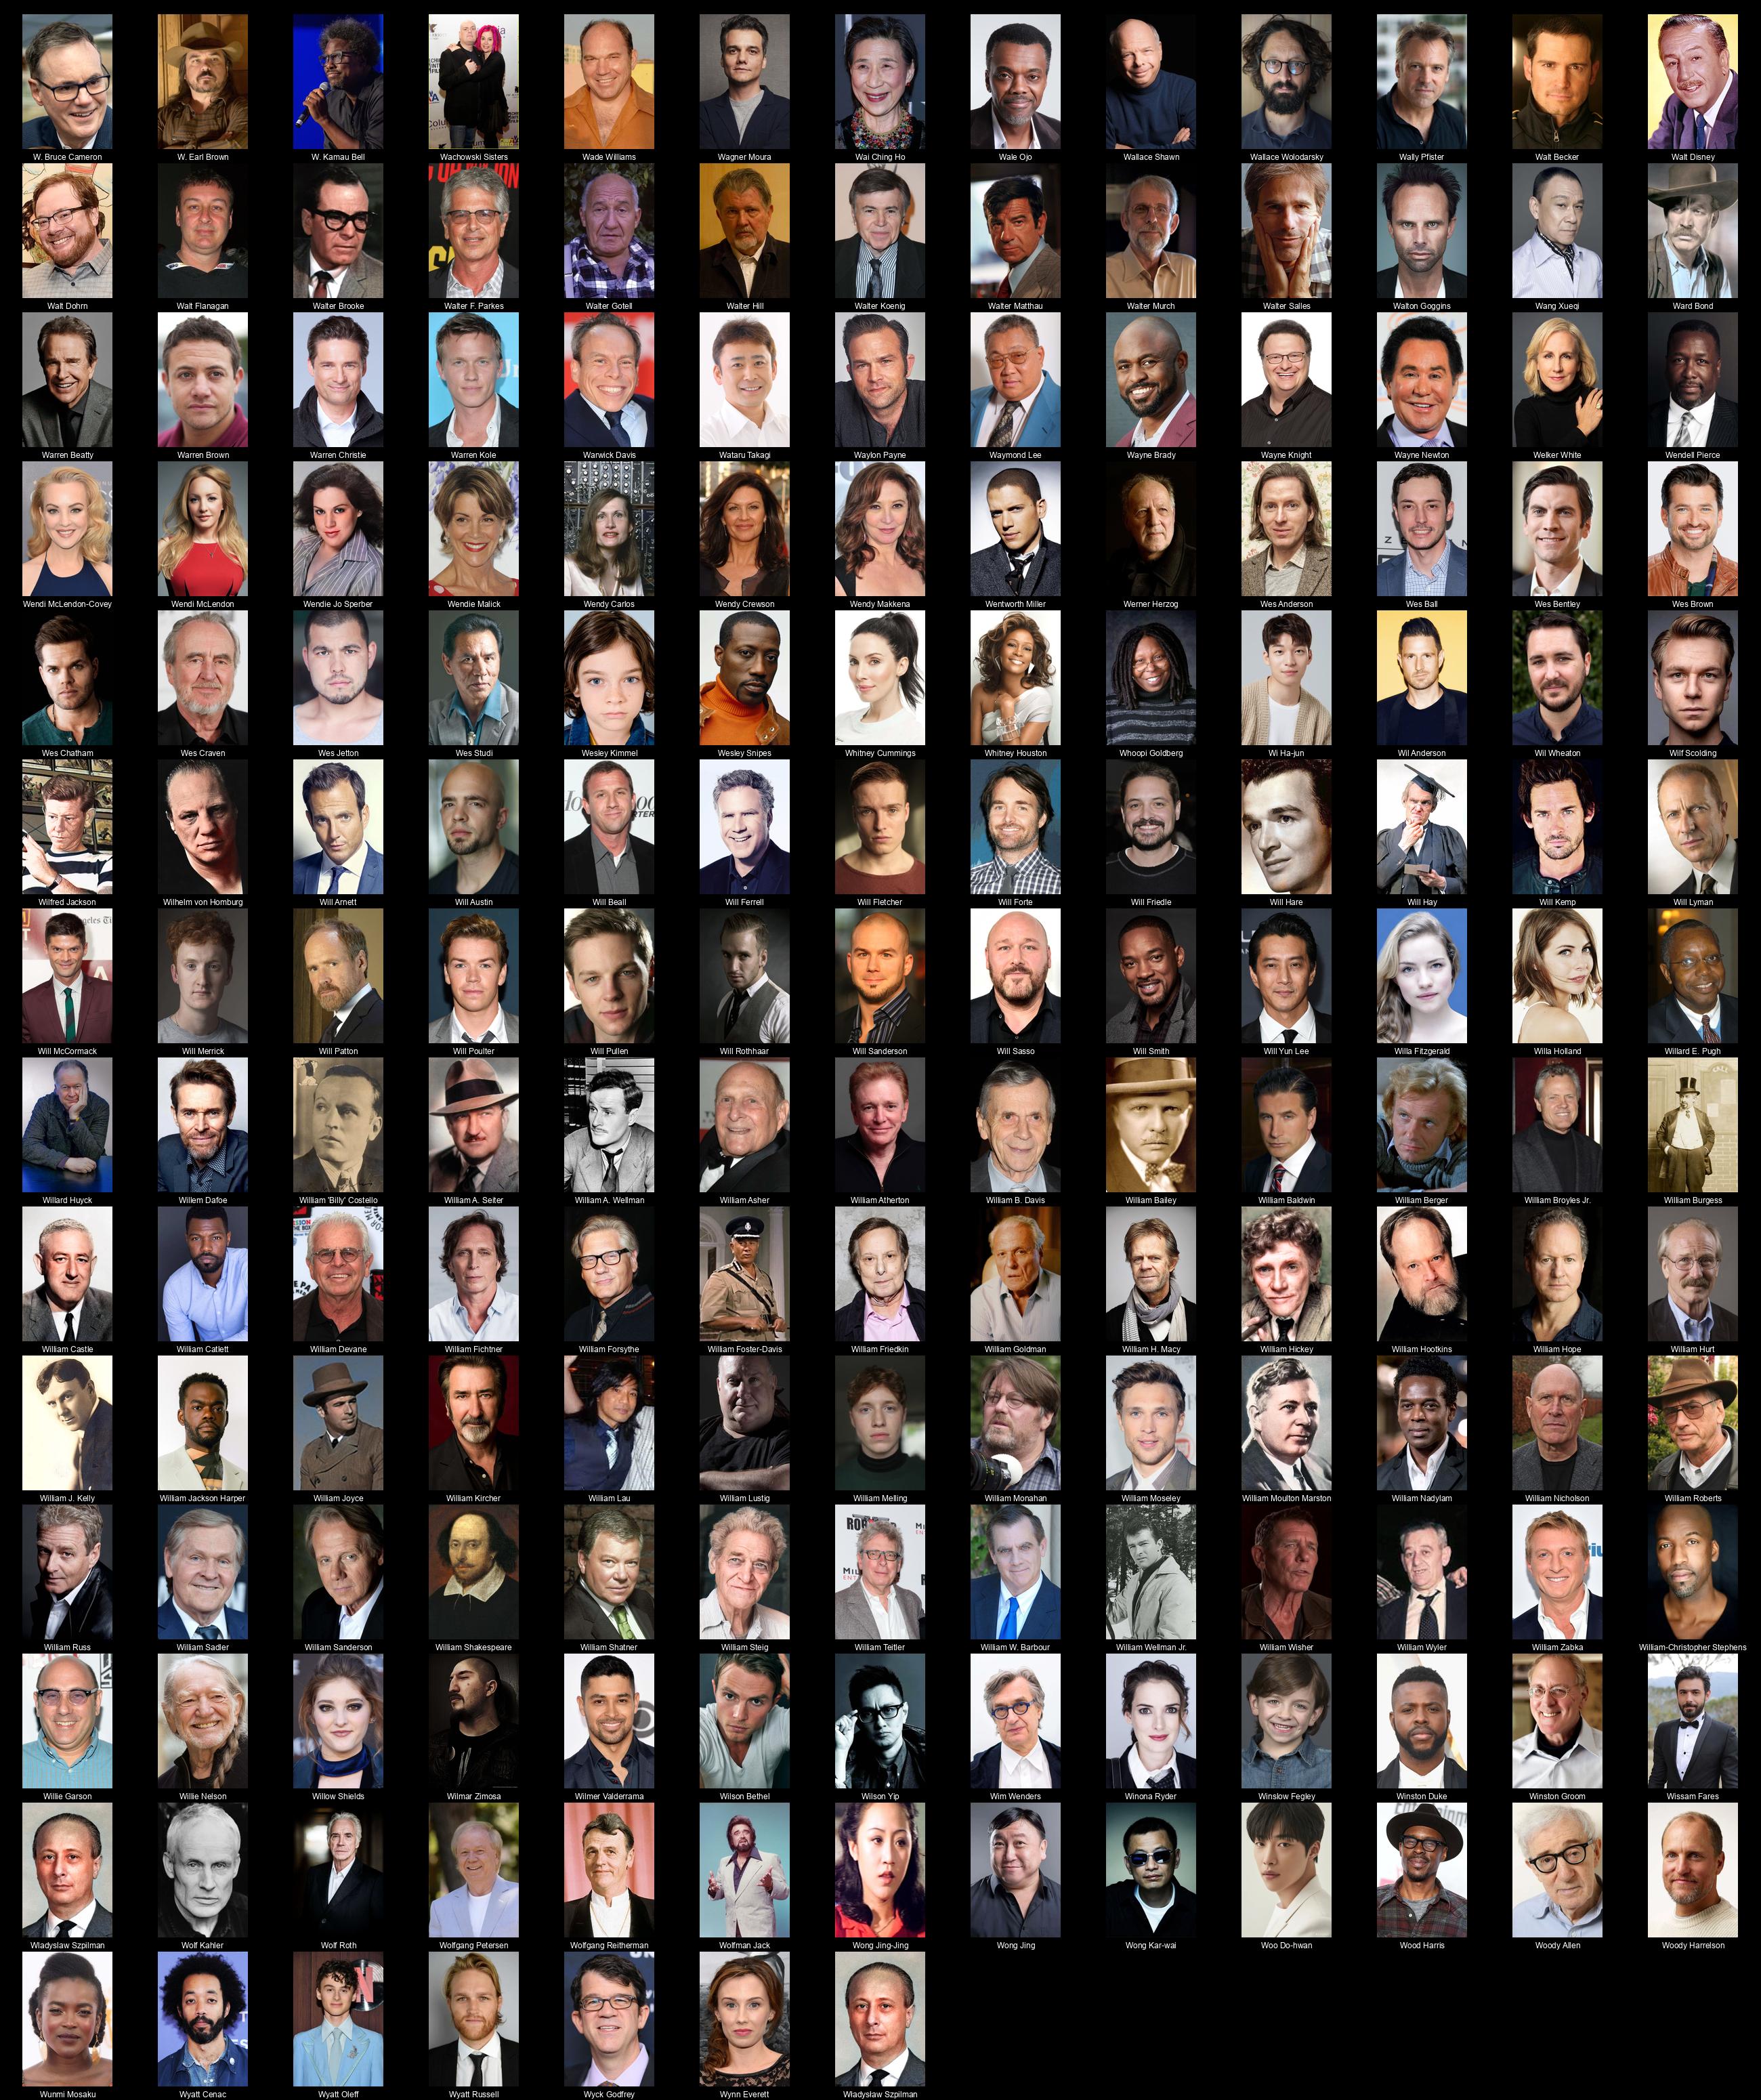 W. Bruce Cameron
W. Earl Brown
W. Kamau Bell
Wachowski Sisters
Wade Williams
Wagner Moura
Wai Ching Ho
Wale Ojo
Wallace Shawn
Wallace Wolodarsky
Wally Pfister
Walt Becker
Walt Disney
Walt Dohrn
Walt Flanagan
Walter Brooke
Walter F. Parkes
Walter Gotell
Walter Hill
Walter Koenig
Walter Matthau
Walter Murch
Walter Salles
Walton Goggins
Wang Xueqi
Ward Bond
Warren Beatty
Warren Brown
Warren Christie
Warren Kole
Warwick Davis
Wataru Takagi
Waylon Payne
Waymond Lee
Wayne Brady
Wayne Knight
Wayne Newton
Welker White
Wendell Pierce
Wendi McLendon-Covey
Wendi McLendon
Wendie Jo Sperber
Wendie Malick
Wendy Carlos
Wendy Crewson
Wendy Makkena
Wentworth Miller
Werner Herzog
Wes Anderson
Wes Ball
Wes Bentley
Wes Brown
Wes Chatham
Wes Craven
Wes Jetton
Wes Studi
Wesley Kimmel
Wesley Snipes
Whitney Cummings
Whitney Houston
Whoopi Goldberg
Wi Ha-jun
Wil Anderson
Wil Wheaton
Wilf Scolding
Wilfred Jackson
Wilhelm von Homburg
Will Arnett
Will Austin
Will Beall
Will Ferrell
Will Fletcher
Will Forte
Will Friedle
Will Hare
Will Hay
Will Kemp
Will Lyman
Will McCormack
Will Merrick
Will Patton
Will Poulter
Will Pullen
Will Rothhaar
Will Sanderson
Will Sasso
Will Smith
Will Yun Lee
Willa Fitzgerald
Willa Holland
Willard E. Pugh
Willard Huyck
Willem Dafoe
William 'Billy' Costello
William A. Seiter
William A. Wellman
William Asher
William Atherton
William B. Davis
William Bailey
William Baldwin
William Berger
William Broyles Jr.
William Burgess
William Castle
William Catlett
William Devane
William Fichtner
William Forsythe
William Foster-Davis
William Friedkin
William Goldman
William H. Macy
William Hickey
William Hootkins
William Hope
William Hurt
William J. Kelly
William Jackson Harper
William Joyce
William Kircher
William Lau
William Lustig
William Melling
William Monahan
William Moseley
William Moulton Marston
William Nadylam
William Nicholson
William Roberts
William Russ
William Sadler
William Sanderson
William Shakespeare
William Shatner
William Steig
William Teitler
William W. Barbour
William Wellman Jr.
William Wisher
William Wyler
William Zabka
William-Christopher Stephens
Willie Garson
Willie Nelson
Willow Shields
Wilmar Zimosa
Wilmer Valderrama
Wilson Bethel
Wilson Yip
Wim Wenders
Winona Ryder
Winslow Fegley
Winston Duke
Winston Groom
Wissam Fares
Wladyslaw Szpilman
Wolf Kahler
Wolf Roth
Wolfgang Petersen
Wolfgang Reitherman
Wolfman Jack
Wong Jing-Jing
Wong Jing
Wong Kar-wai
Woo Do-hwan
Wood Harris
Woody Allen
Woody Harrelson
Wunmi Mosaku
Wyatt Cenac
Wyatt Oleff
Wyatt Russell
Wyck Godfrey
Wynn Everett
Władysław Szpilman